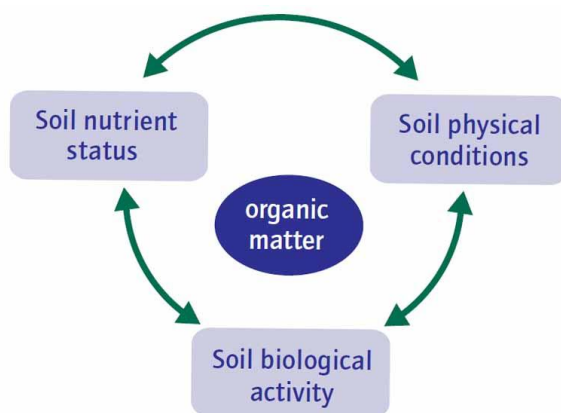 Soil nutrient
status
Soil physical
conditions
organic
matter
Soil biological
activity